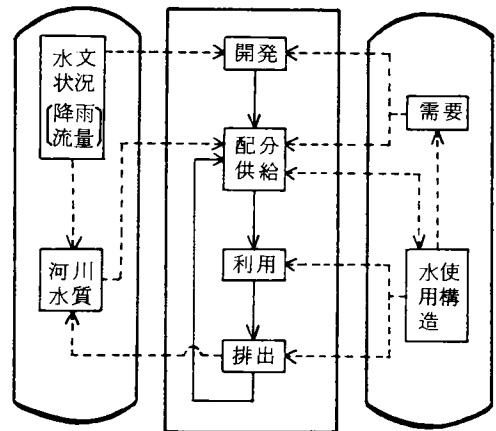 水文
状況
〔降雨
流量〕
河川
水質
開発
配分
供給
利用
排出
需要
水使
用構
造